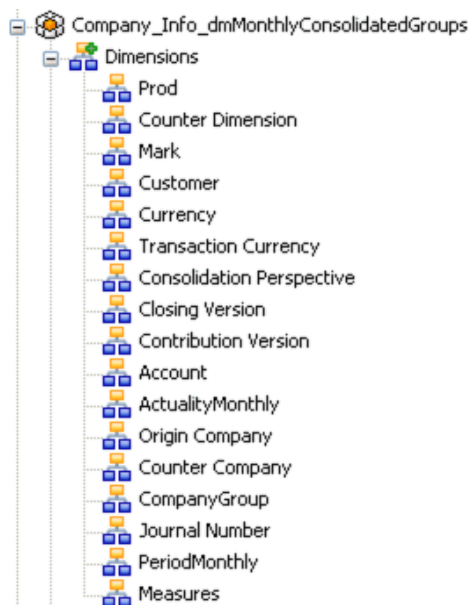 Company_Info_dmMonthlyConsolidatedGroups
Dimensions
Prod
Counter Dimension
Mark
Customer
Currency
Transaction Currency
Consolidation Perspective
Closing Version
Contribution Version
Account
ActualityMonthly
Origin Company
Counter Company
CompanyGroup
Journal Number
PeriodMonthly
Measures